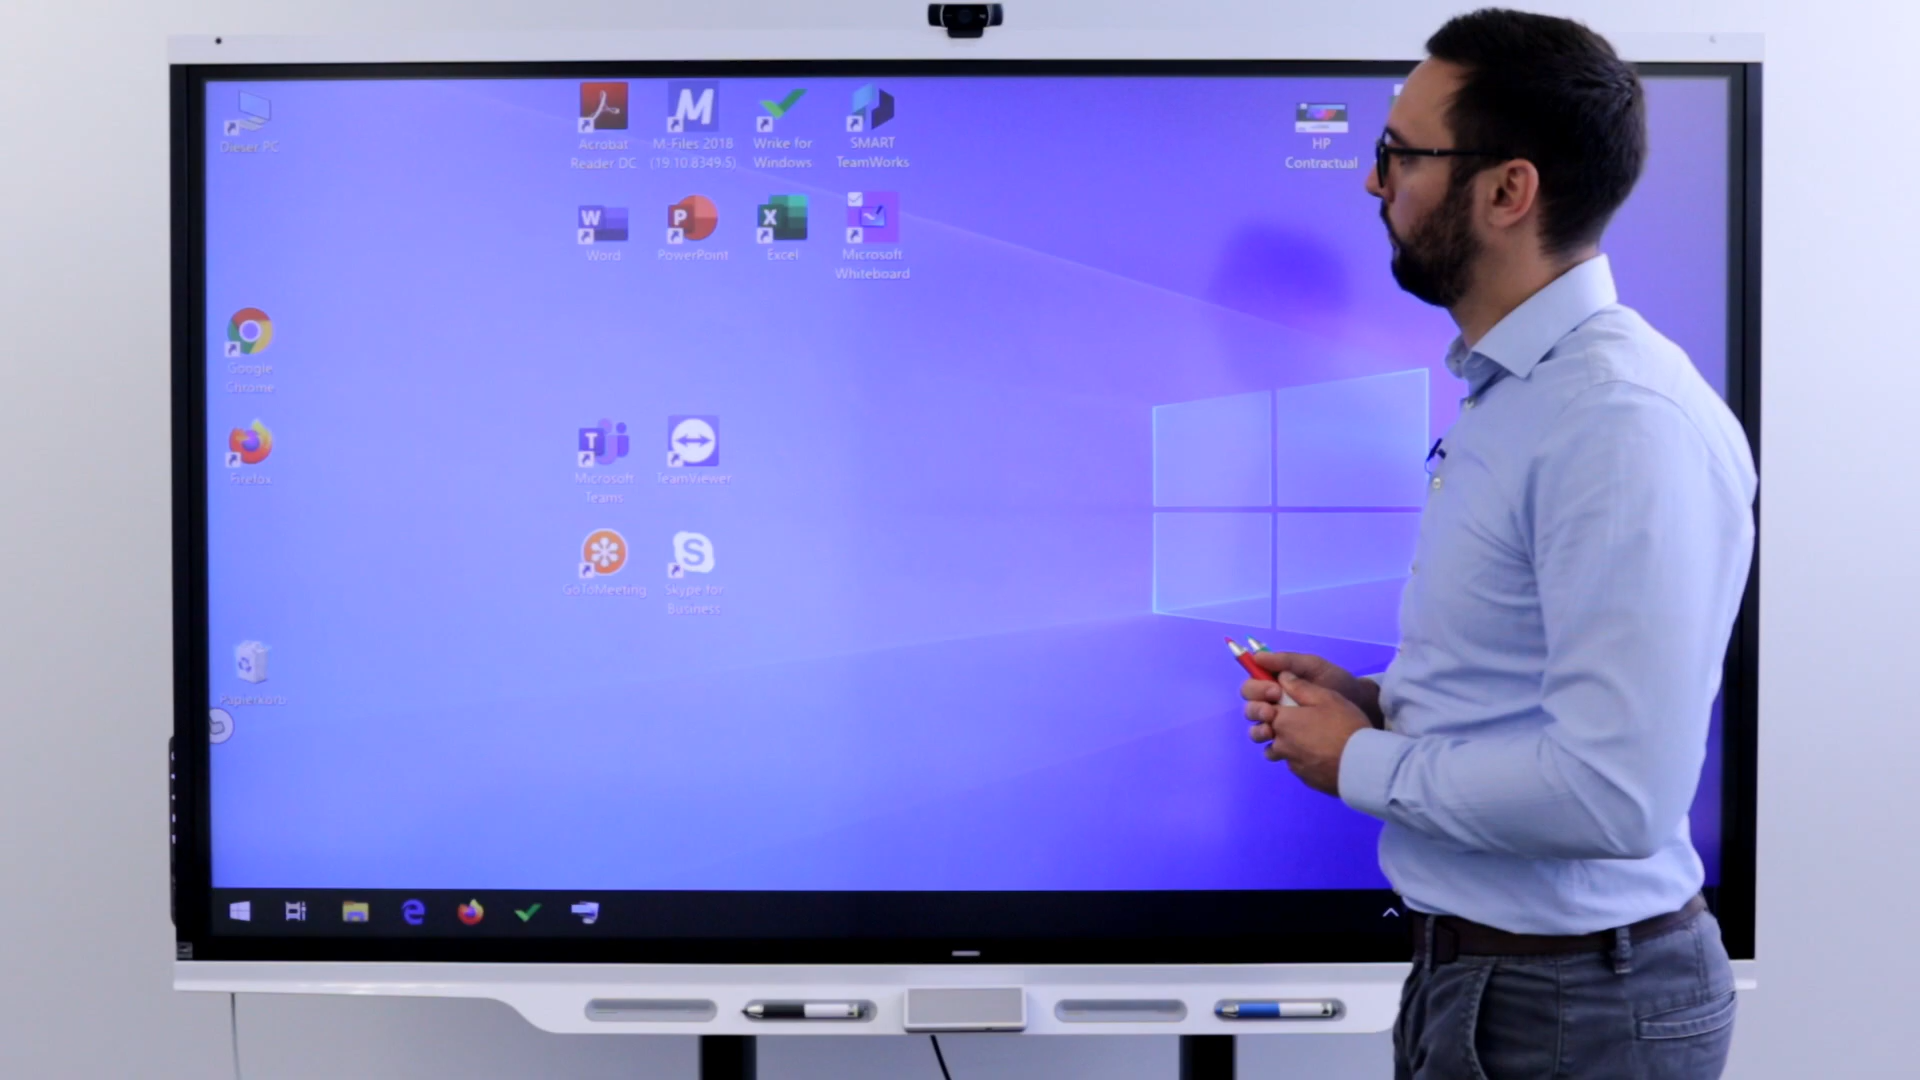 Dieser PC
Acrobat
Reader DC
M-Files 2018
(19.10.8349.5)
Wrike for
Windows
SMART
TeamWorks
HP
Contractual
Word
PowerPoint
Excel
Microsoft
Whiteboard
Google
Chrome
Firefox
Microsoft
Teams
TeamViewer
GoToMeeting
Skype for
Business
Papierkorb